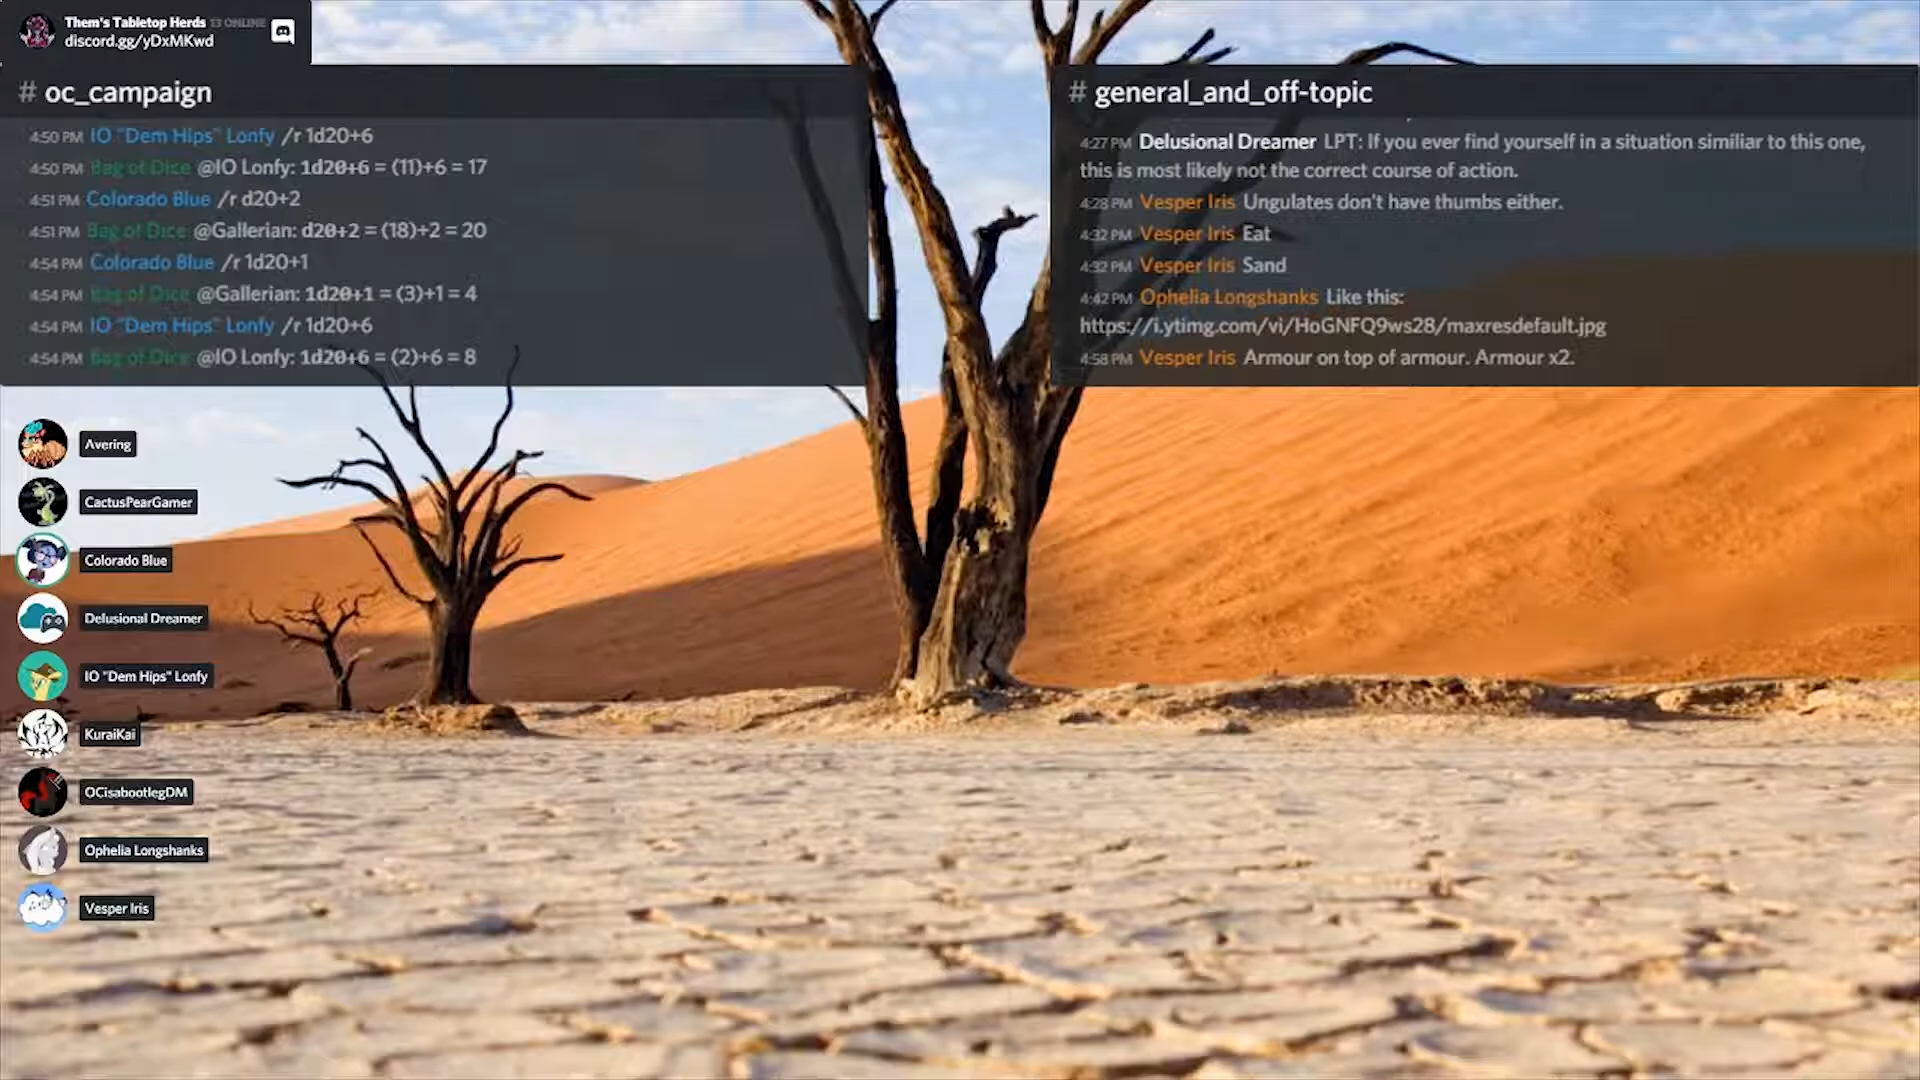 Them's Tabletop Herds 13 ONLINE
discord.gg/yDxMKwd
# oc_campaign
4:50 PM IO "Dem Hips" Lonfy /r 1d20+6
4:50 PM Bag of Dice @IO Lonfy: 1d20+6 = (11)+6 = 17
4:51 PM Colorado Blue /r d20+2
4:51 PM Bag of Dice @Gallerian: d20+2 = (18)+2 = 20
4:54 PM Colorado Blue /r 1d20+1
4:54 PM Bag of Dice @Gallerian: 1d20+1 = (3)+1 = 4
4:54 PM IO "Dem Hips" Lonfy /r 1d20+6
4:54 PM Bag of Dice @IO Lonfy: 1d20+6 = (2)+6 = 8
# general_and_off-topic
4:27 PM Delusional Dreamer LPT: If you ever find yourself in a situation similiar to this one,
this is most likely not the correct course of action.
4:28 PM Vesper Iris Ungulates don't have thumbs either.
4:32 PM Vesper Iris Eat
4:32 PM Vesper Iris Sand
4:42 PM Ophelia Longshanks Like this:
https://i.ytimg.com/vi/HoGNFQ9ws28/maxresdefault.jpg
4:58 PM Vesper Iris Armour on top of armour. Armour x2.
Avering
CactusPearGamer
Colorado Blue
Delusional Dreamer
IO "Dem Hips" Lonfy
KuraiKai
OCisabootlegDM
Ophelia Longshanks
Vesper Iris